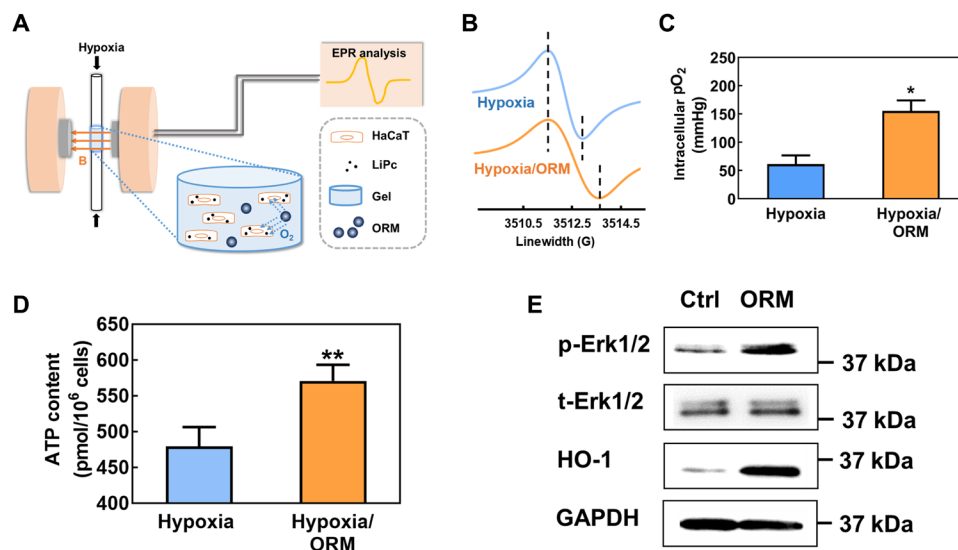 A
Hypoxia
B
EPR analysis
HaCaT
LiPc
Gel
ORM
O2
B
Hypoxia
Hypoxia/ORM
3510.5 3512.5 3514.5
Linewidth (G)
C
Intracellular pO2
(mmHg)
250
200
150
100
50
0
*
Hypoxia
Hypoxia/
ORM
D
ATP content
(pmol/10^6 cells)
650
600
550
500
450
400
**
Hypoxia
Hypoxia/
ORM
E
Ctrl ORM
p-Erk1/2
37 kDa
t-Erk1/2
37 kDa
HO-1
37 kDa
GAPDH
37 kDa